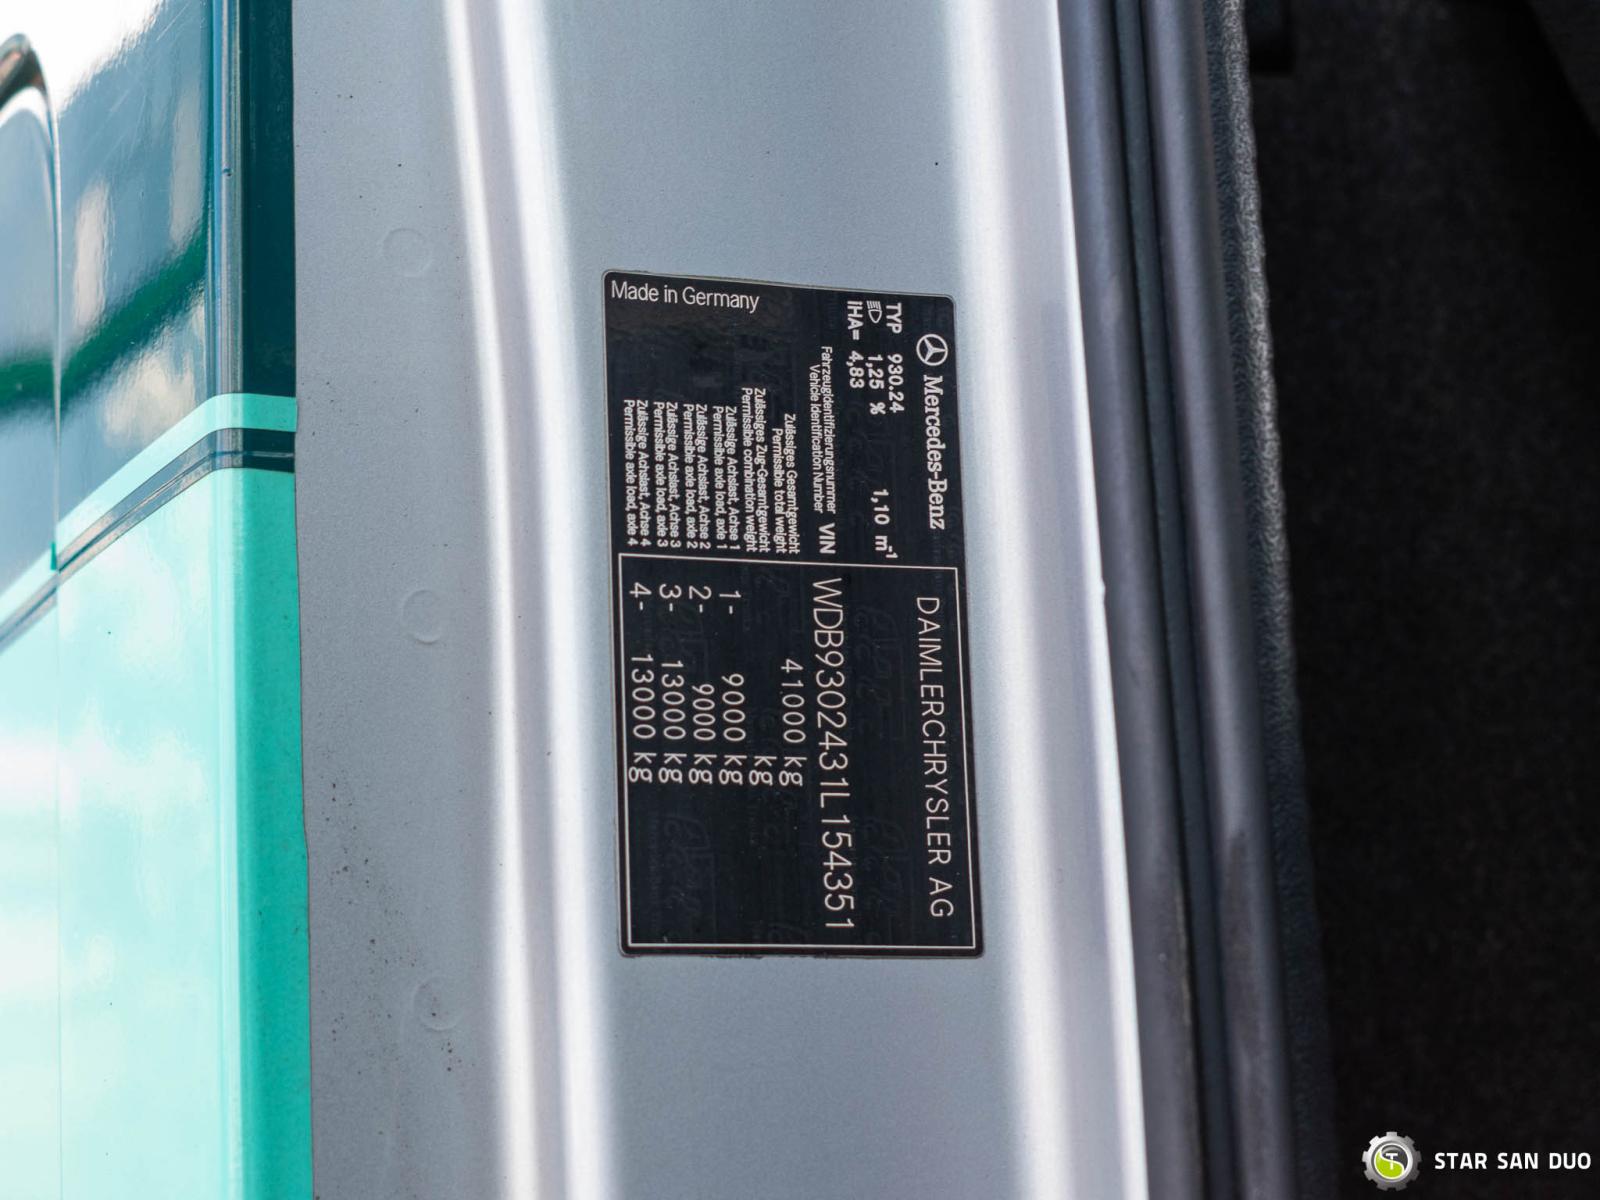 Mercedes-Benz
DAIMLERCHRYSLER AG
TYP 930.24
1,25 % 1,10 m-1
IHA= 4,83
Fahrzeugidentifizierungsnummer
Vehicle Identification Number
VIN
WDB9302431L154351
Zulässiges Gesamtgewicht
Permissible total weight
41000 kg
Zulässiges Zug-Gesamtgewicht
Permissible combination weight
kg
Zulässige Achslast, Achse 1
Permissible axle load, axle 1
1- 9000 kg
Zulässige Achslast, Achse 2
Permissible axle load, axle 2
2- 9000 kg
Zulässige Achslast, Achse 3
Permissible axle load, axle 3
3- 13000 kg
Zulässige Achslast, Achse 4
Permissible axle load, axle 4
4- 13000 kg
Made in Germany
STAR SAN DUO